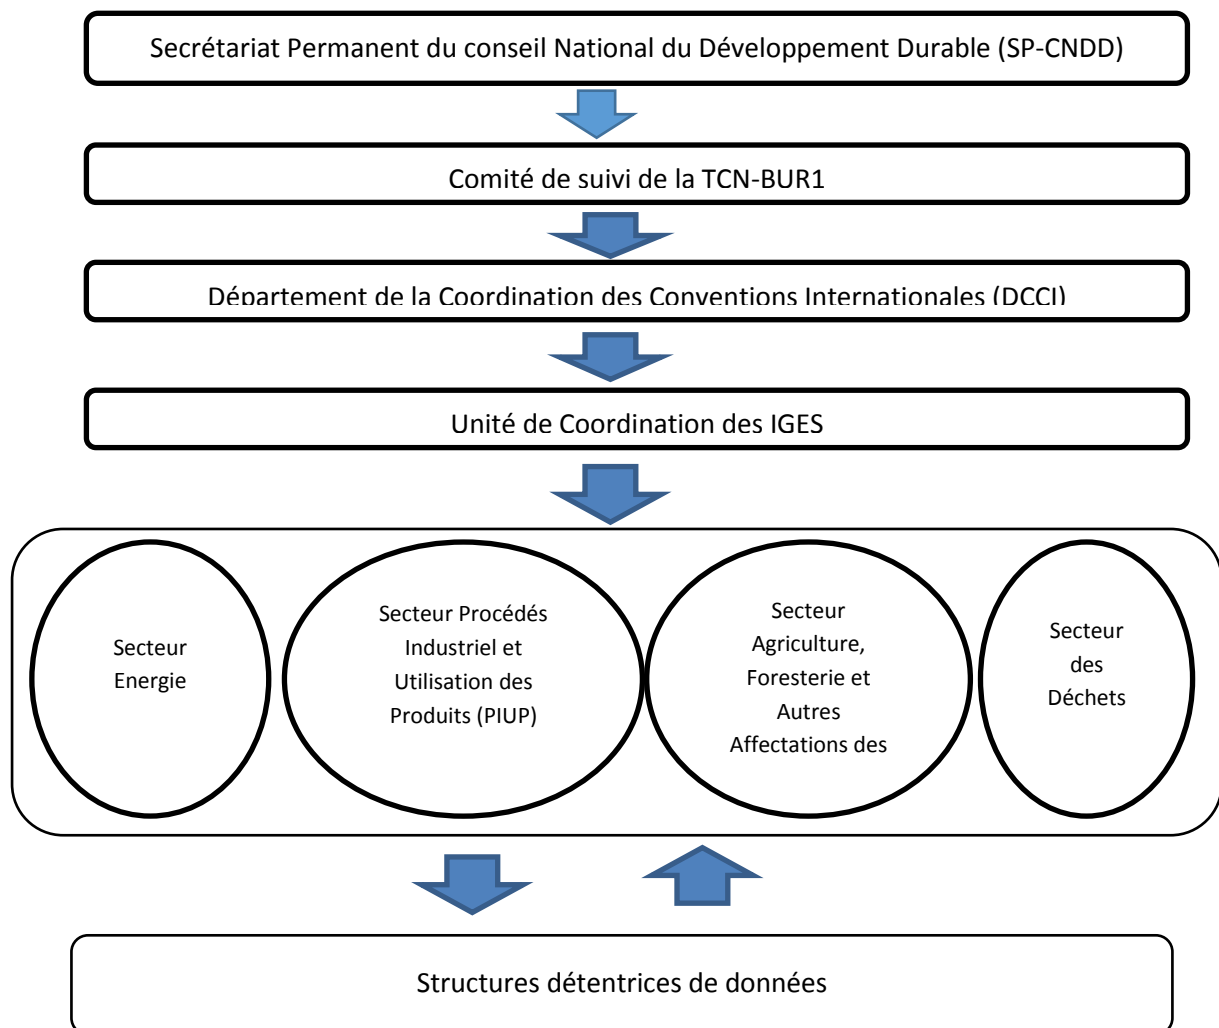 Secrétariat Permanent du conseil National du Développement Durable (SP-CNDD)
Comité de suivi de la TCN-BUR1
Département de la Coordination des Conventions Internationales (DCCI)
Unité de Coordination des IGES
Secteur
Energie
Secteur Procédés
Industriel et
Utilisation des
Produits (PIUP)
Secteur
Agriculture,
Foresterie et
Autres
Affectations des
Secteur
des
Déchets
Structures détentrices de données